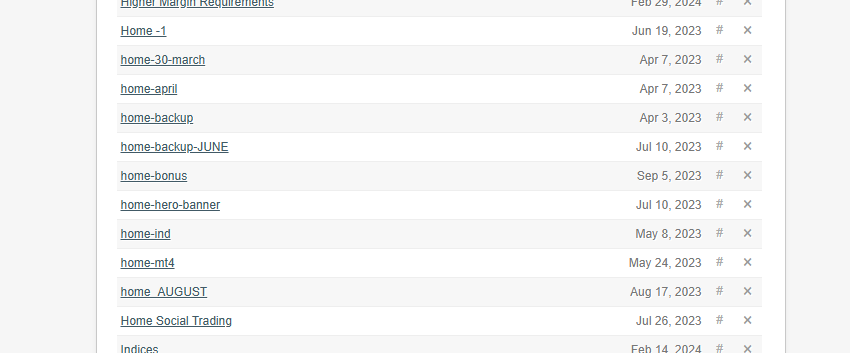 Higher Margin Requirements Feb 29, 2024 # ×
Home -1 Jun 19, 2023 # ×
home-30-march Apr 7, 2023 # ×
home-april Apr 7, 2023 # ×
home-backup Apr 3, 2023 # ×
home-backup-JUNE Jul 10, 2023 # ×
home-bonus Sep 5, 2023 # ×
home-hero-banner Jul 10, 2023 # ×
home-ind May 8, 2023 # ×
home-mt4 May 24, 2023 # ×
home_AUGUST Aug 17, 2023 # ×
Home Social Trading Jul 26, 2023 # ×
Indices Feb 14, 2024 # ×